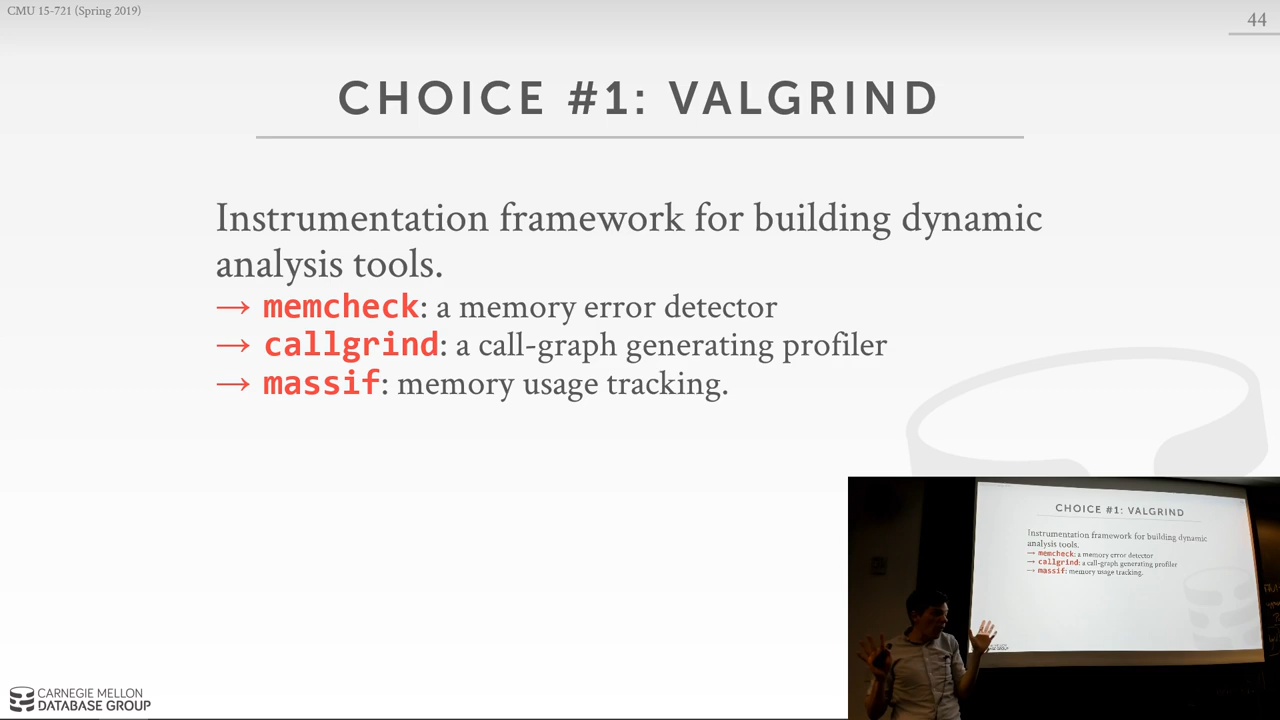 CMU 15-721 (Spring 2019)
44
CHOICE #1: VALGRIND
Instrumentation framework for building dynamic
analysis tools.
→ memcheck: a memory error detector
→ callgrind: a call-graph generating profiler
→ massif: memory usage tracking.
CHOICE #1: VALGRIND
Instrumentation framework for building dynamic
analysis tools.
→ memcheck: a memory error detector
→ callgrind: a call-graph generating profiler
→ massif: memory usage tracking.
CARNEGIE MELLON
DATABASE GROUP